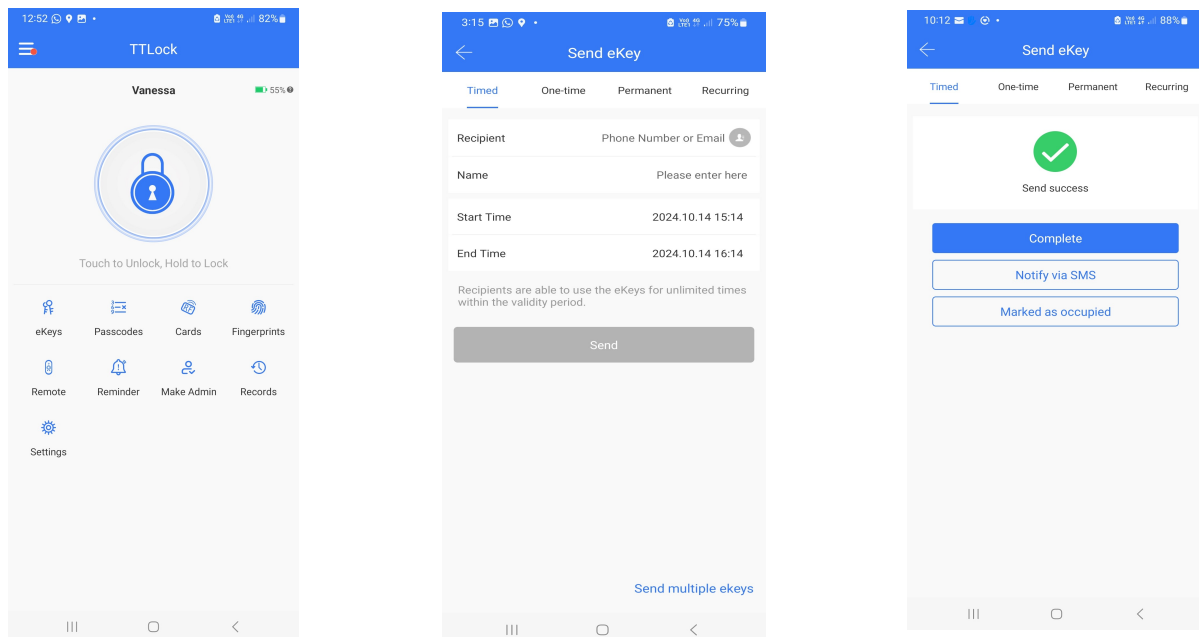 12:52
82%
TTLock
Vanessa
55%
Touch to Unlock, Hold to Lock
eKeys Passcodes Cards Fingerprints
Remote Reminder Make Admin Records
Settings
3:15
75%
Send eKey
Timed One-time Permanent Recurring
Recipient Phone Number or Email
Name Please enter here
Start Time 2024.10.14 15:14
End Time 2024.10.14 16:14
Recipients are able to use the eKeys for unlimited times
within the validity period.
Send
Send multiple ekeys
10:12
88%
Send eKey
Timed One-time Permanent Recurring
Send success
Complete
Notify via SMS
Marked as occupied